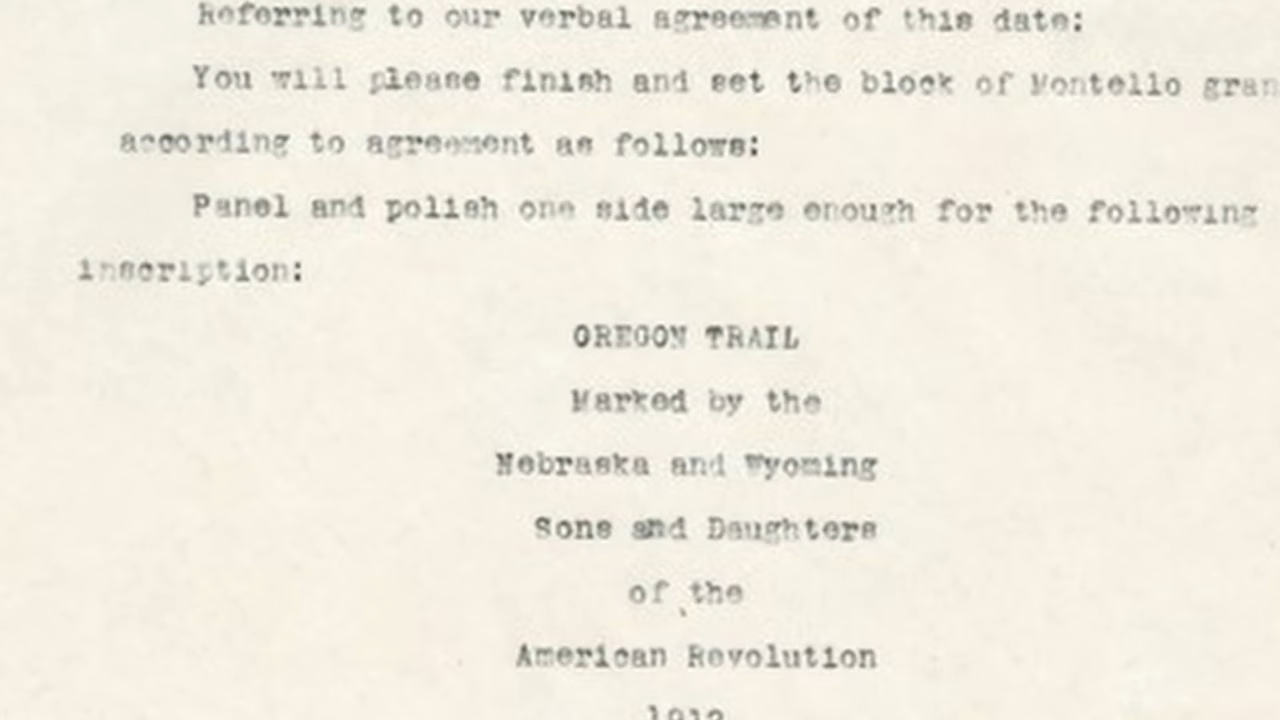 Referring to our verbal agreement of this date:
You will please finish and set the block of Montello gran
according to agreement as follows:
Panel and polish one side large enough for the following
inscription:
OREGON TRAIL
Marked by the
Nebraska and Wyoming
Sons and Daughters
of the
American Revolution
1912